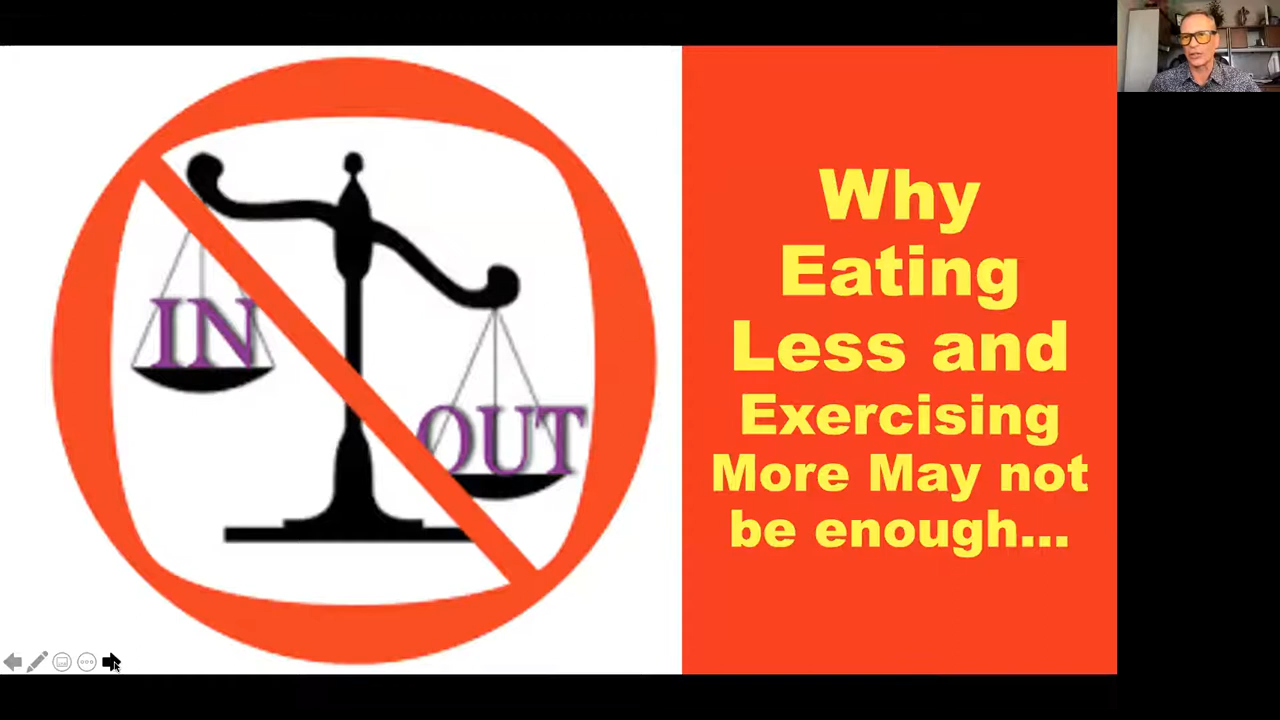 IN
OUT
Why
Eating
Less and
Exercising
More May not
be enough...